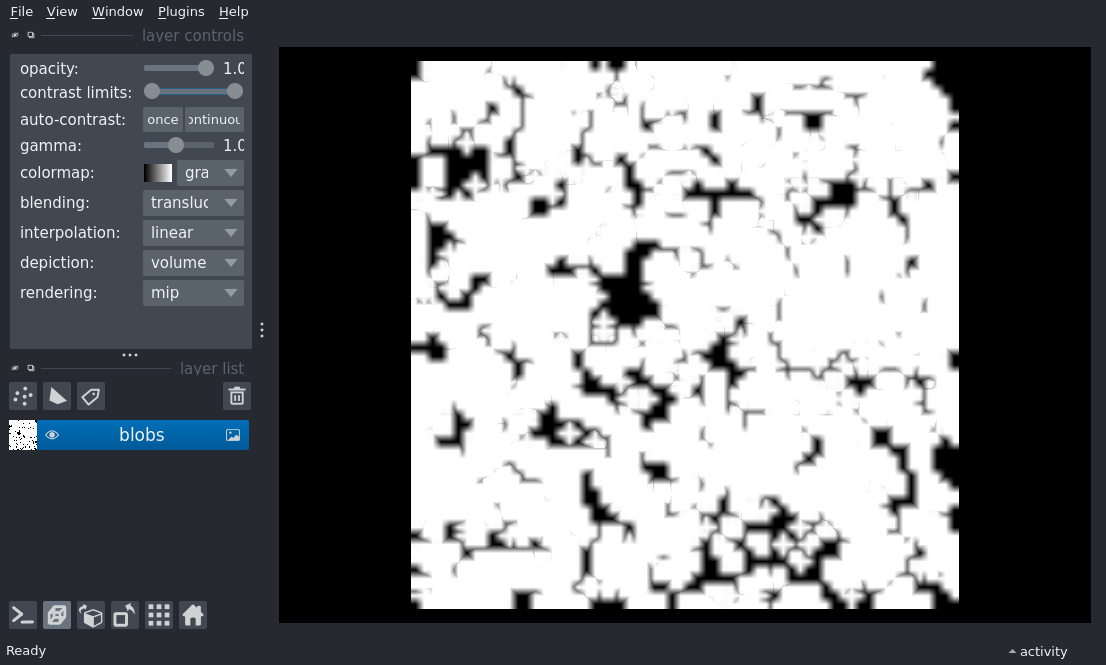 File View Window Plugins Help
layer controls
opacity: 1.0
contrast limits:
auto-contrast: once ontinuou
gamma: 1.0
colormap: gra
blending: transluc
interpolation: linear
depiction: volume
rendering: mip
layer list
blobs
Ready
activity